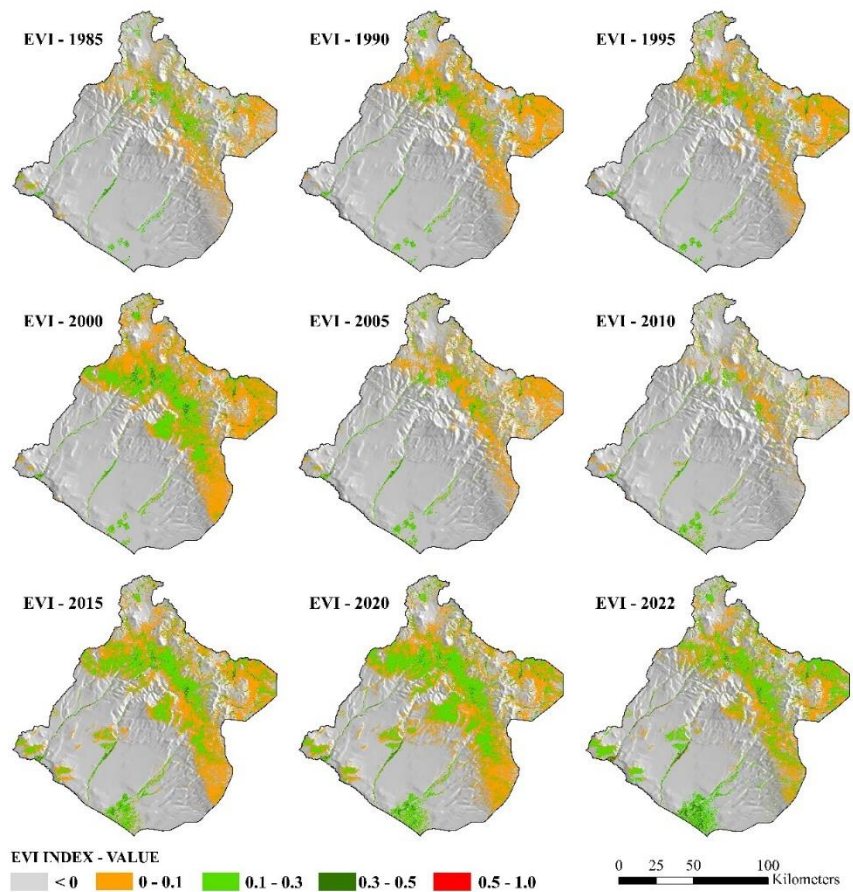 EVI - 1985
EVI - 1990
EVI - 1995
EVI - 2000
EVI - 2005
EVI - 2010
EVI - 2015
EVI - 2020
EVI - 2022
EVI INDEX - VALUE
< 0 0 - 0.1 0.1 - 0.3 0.3 - 0.5 0.5 - 1.0
0 25 50 100
Kilometers